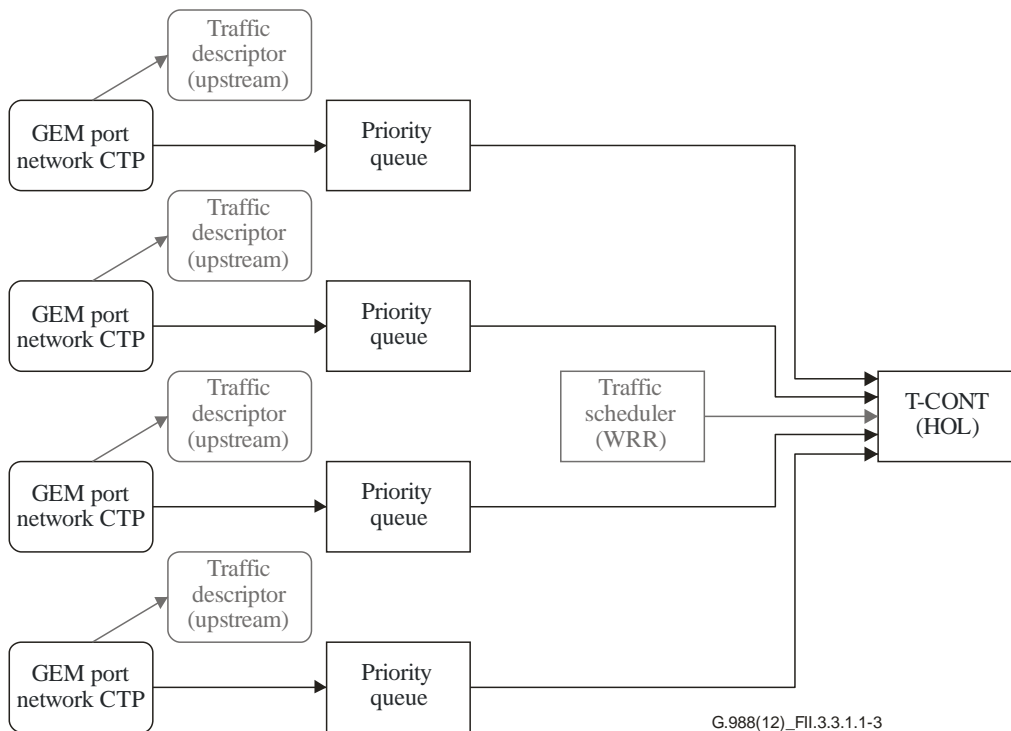 Traffic
descriptor
(upstream)
GEM port
network CTP
Priority
queue
Traffic
descriptor
(upstream)
GEM port
network CTP
Priority
queue
Traffic
descriptor
(upstream)
GEM port
network CTP
Priority
queue
Traffic
scheduler
(WRR)
T-CONT
(HOL)
Traffic
descriptor
(upstream)
GEM port
network CTP
Priority
queue
G.988(12)_FII.3.3.1.1-3